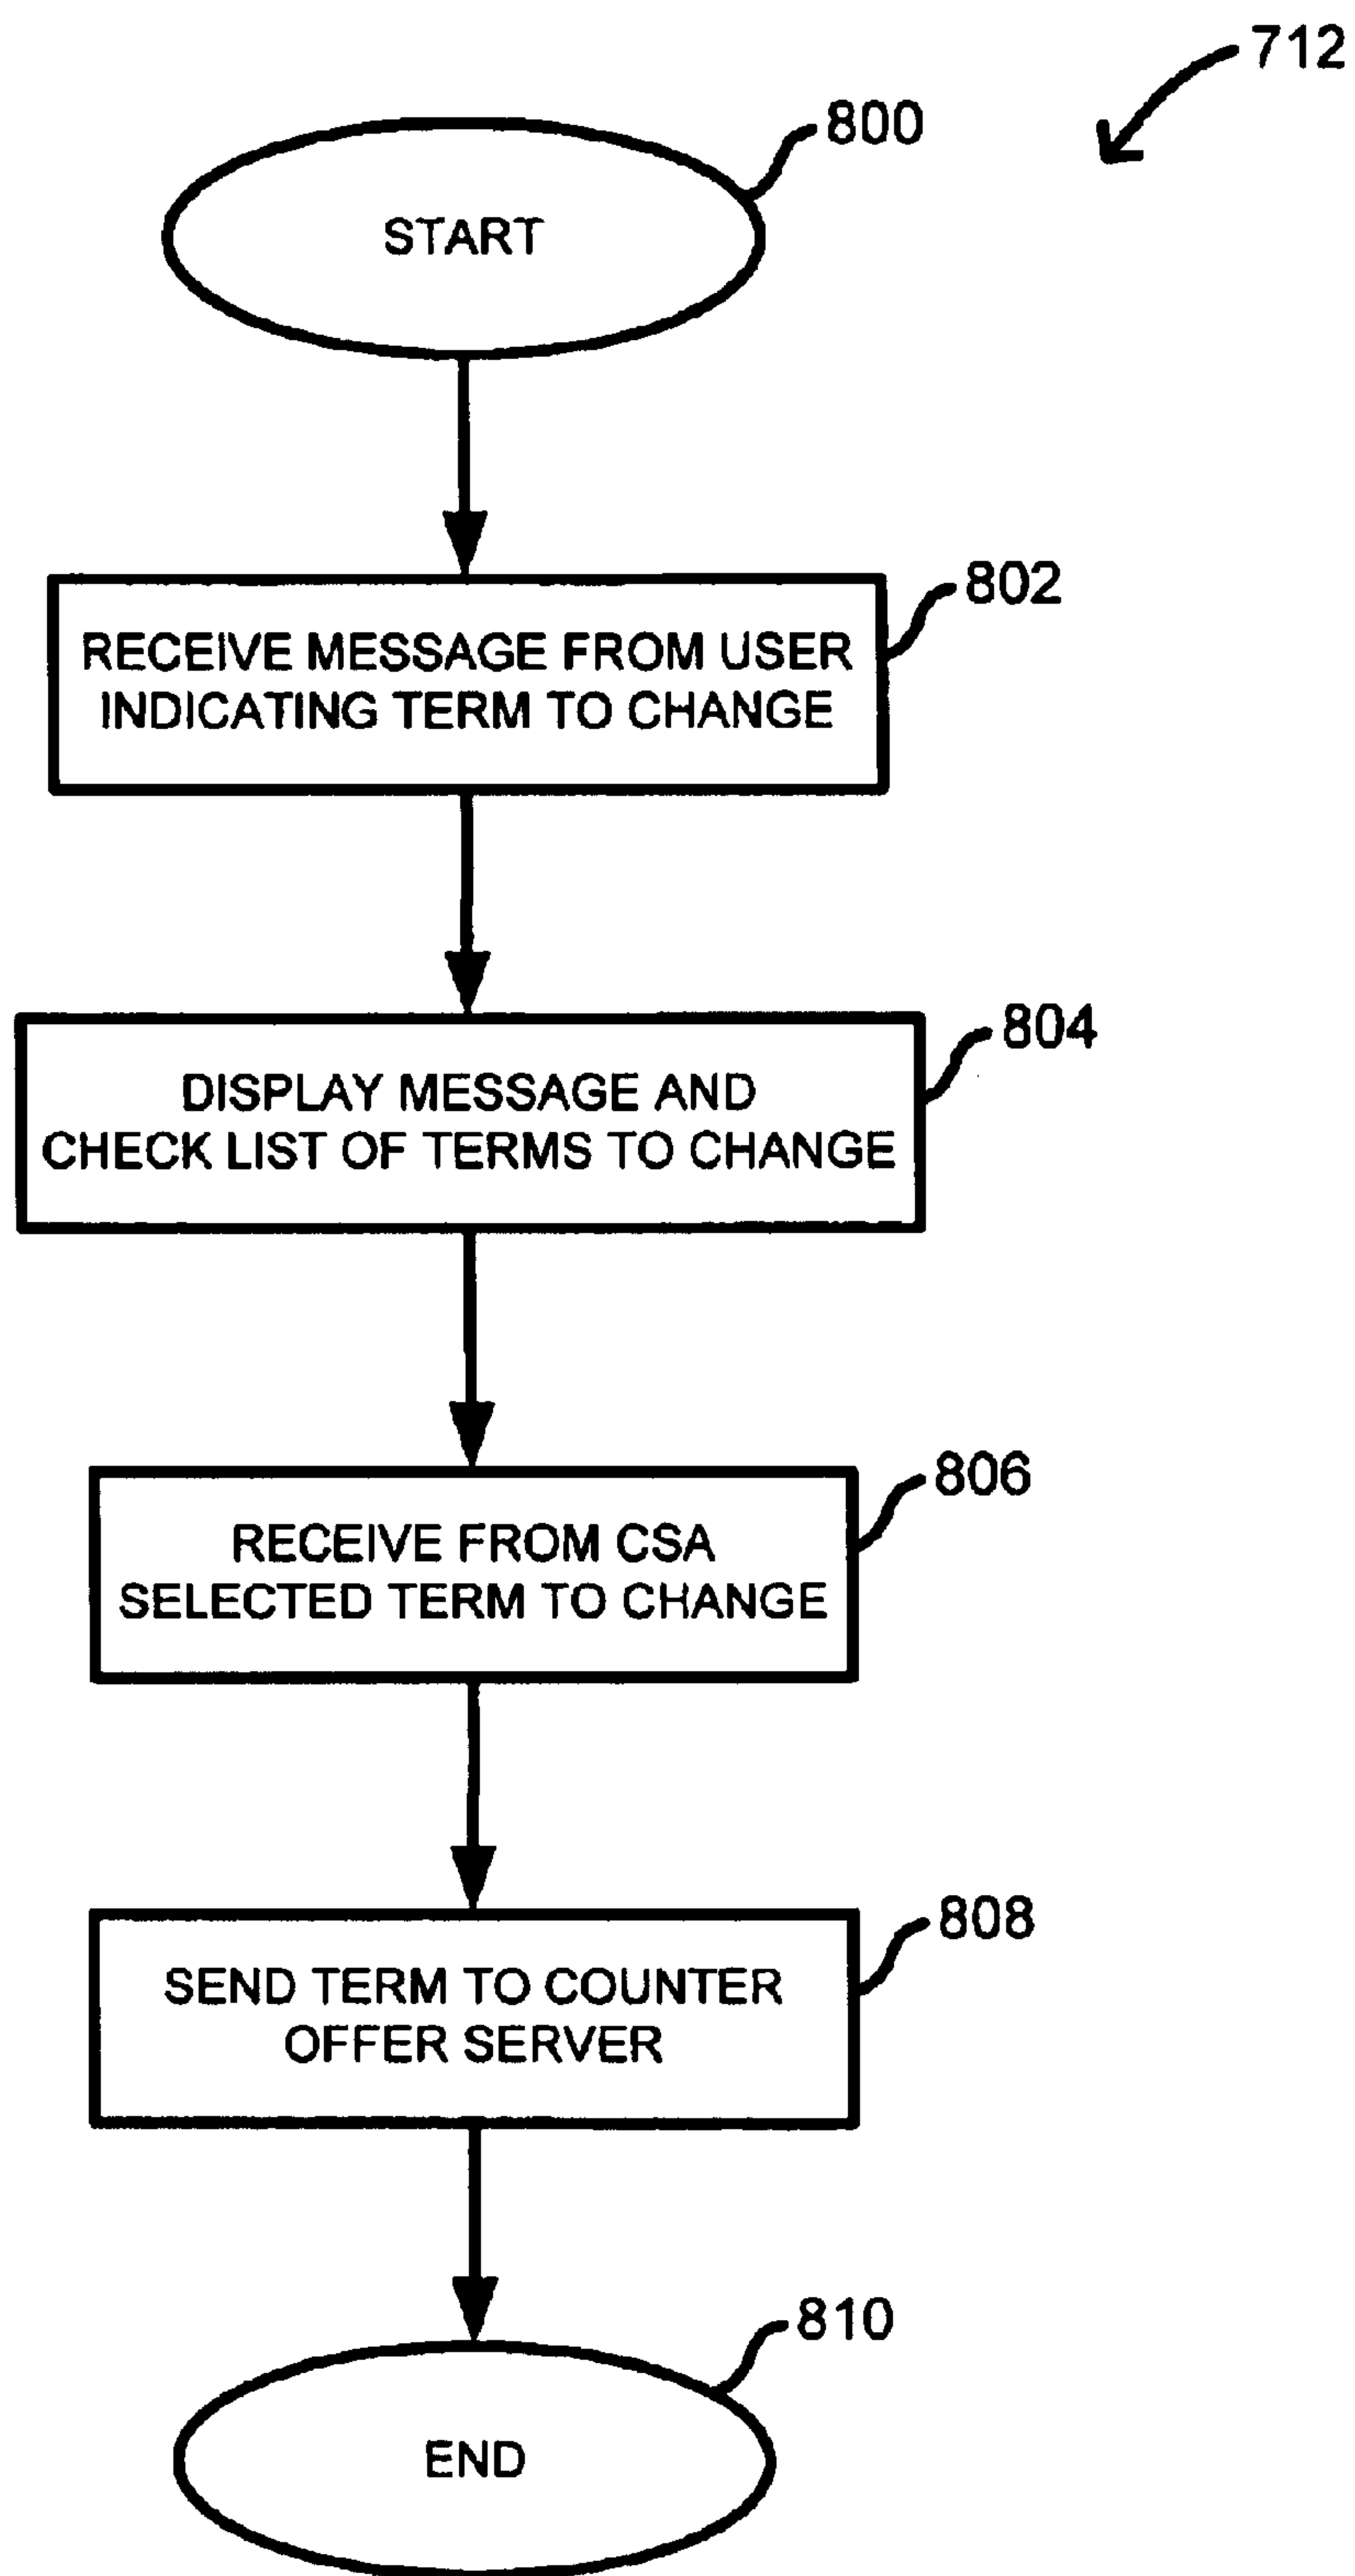 712
800
START
802
RECEIVE MESSAGE FROM USER
INDICATING TERM TO CHANGE
804
DISPLAY MESSAGE AND
CHECK LIST OF TERMS TO CHANGE
806
RECEIVE FROM CSA
SELECTED TERM TO CHANGE
808
SEND TERM TO COUNTER
OFFER SERVER
810
END